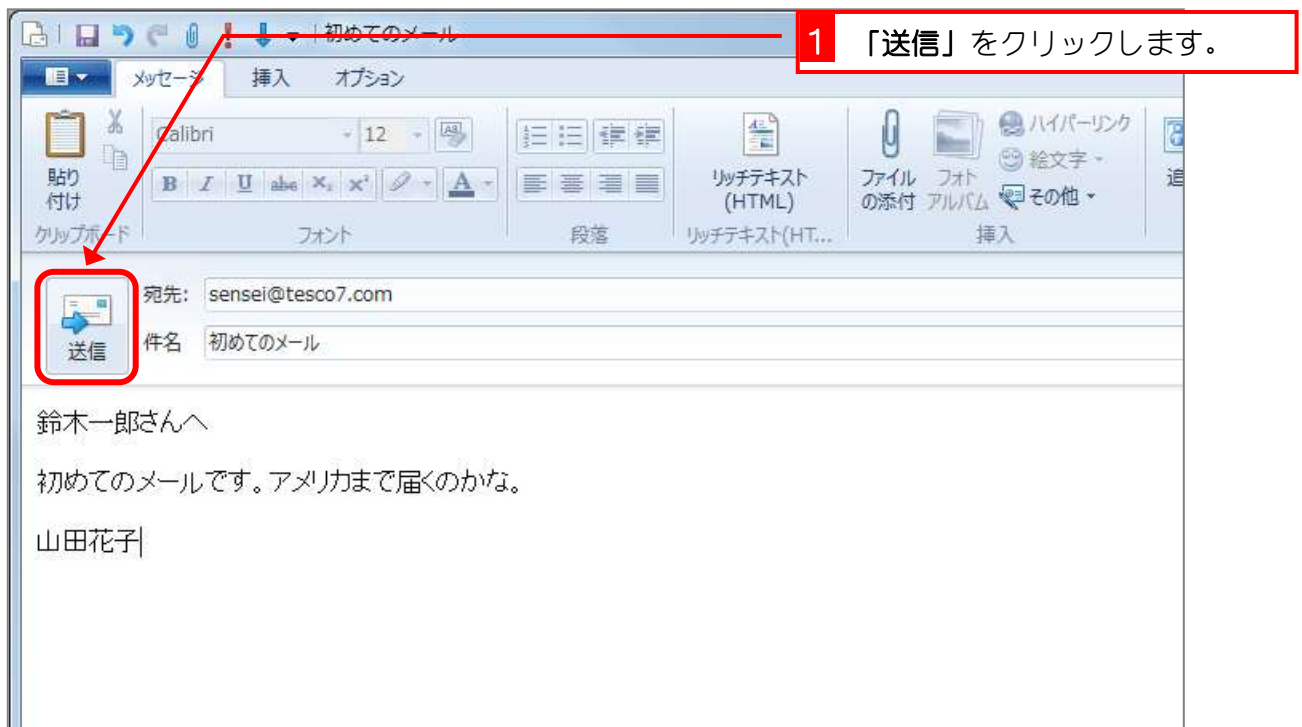 初めてのメール
1 「送信」をクリックします。
メッセージ 挿入 オプション
Calibri 12
ハイパーリンク
絵文字
貼り付け
リッチテキスト (HTML)
ファイルの添付
フォトアルバム
その他
追
クリップボード フォント 段落 リッチテキスト(HT... 挿入
宛先: sensei@tesco7.com
送信
件名 初めてのメール
鈴木一郎さんへ
初めてのメールです。アメリカまで届くのかな。
山田花子